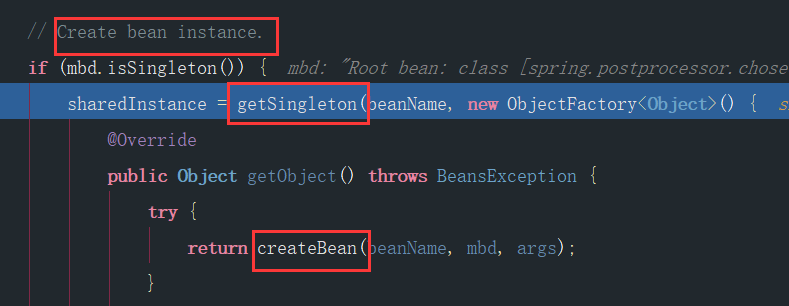 // Create bean instance.
if (mbd.isSingleton()) {  mbd: "Root bean: class [spring.postprocessor.chose
sharedInstance = getSingleton(beanName, new ObjectFactory<Object>() {
@Override
public Object getObject() throws BeansException {
try {
return createBean(beanName, mbd, args);
}